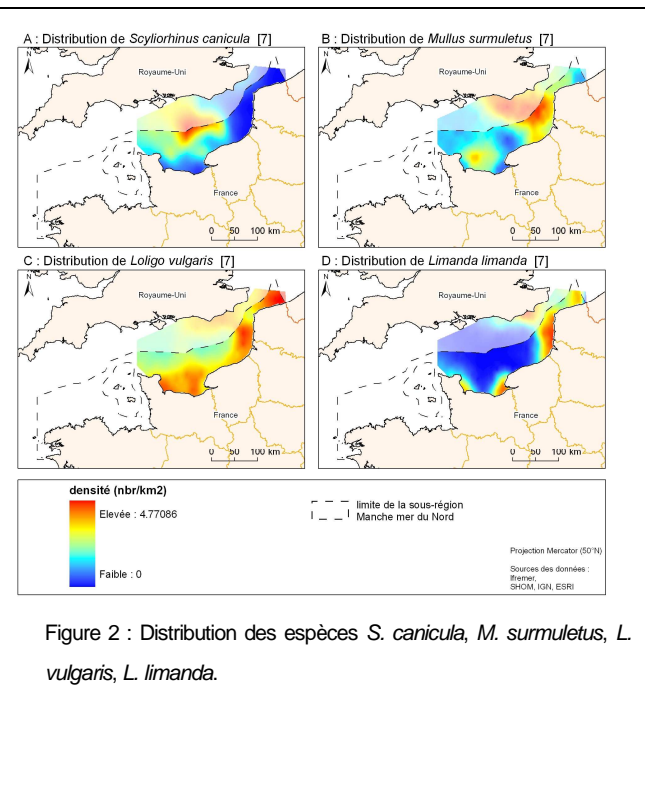 A : Distribution de Scyliorhinus canicula [7]
N
Royaume-Uni
France
0 50 100 km
B : Distribution de Mullus surmuletus [7]
N
Royaume-Uni
France
0 50 100 km
C : Distribution de Loligo vulgaris [7]
N
Royaume-Uni
France
0 50 100 km
D : Distribution de Limanda limanda [7]
N
Royaume-Uni
France
0 50 100 km
densité (nbr/km2)
Elevée : 4.77086
Faible : 0
limite de la sous-région
Manche mer du Nord
Projection Mercator (50°N)
Sources des données :
Ifremer,
SHOM, IGN, ESRI
Figure 2 : Distribution des espèces S. canicula, M. surmuletus, L.
vulgaris, L. limanda.